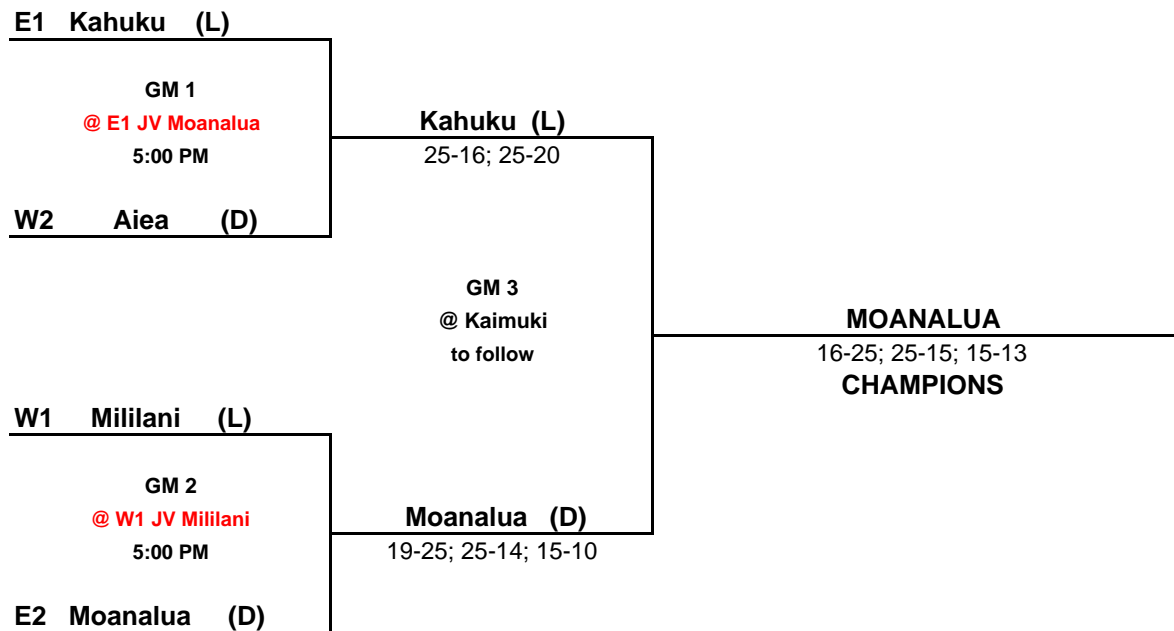 E1 Kahuku (L)
GM 1
@ E1 JV Moanalua
5:00 PM
W2 Aiea (D)
Kahuku (L)
25-16; 25-20
GM 3
@ Kaimuki
to follow
MOANALUA
16-25; 25-15; 15-13
CHAMPIONS
W1 Mililani (L)
GM 2
@ W1 JV Mililani
5:00 PM
E2 Moanalua (D)
Moanalua (D)
19-25; 25-14; 15-10